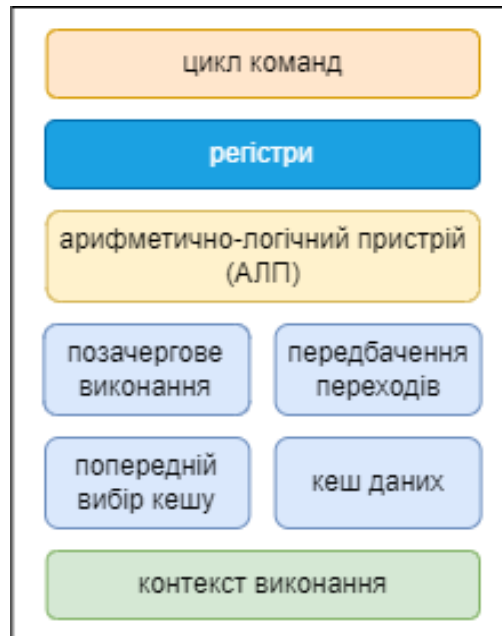 цикл команд
регістри
арифметично-логічний пристрій
(АЛП)
позачергове
виконання
передбачення
переходів
попередній
вибір кешу
кеш даних
контекст виконання